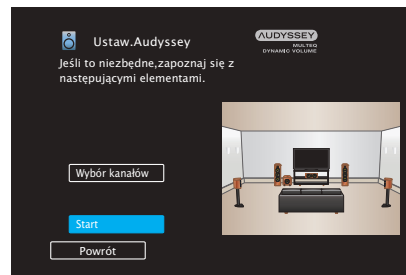 Ustaw.Audyssey
AUDYSSEY
MULTEQ
DYNAMIC VOLUME
Jeśli to niezbędne,zapoznaj się z
następującymi elementami.
Wybór kanałów
Start
Powrót